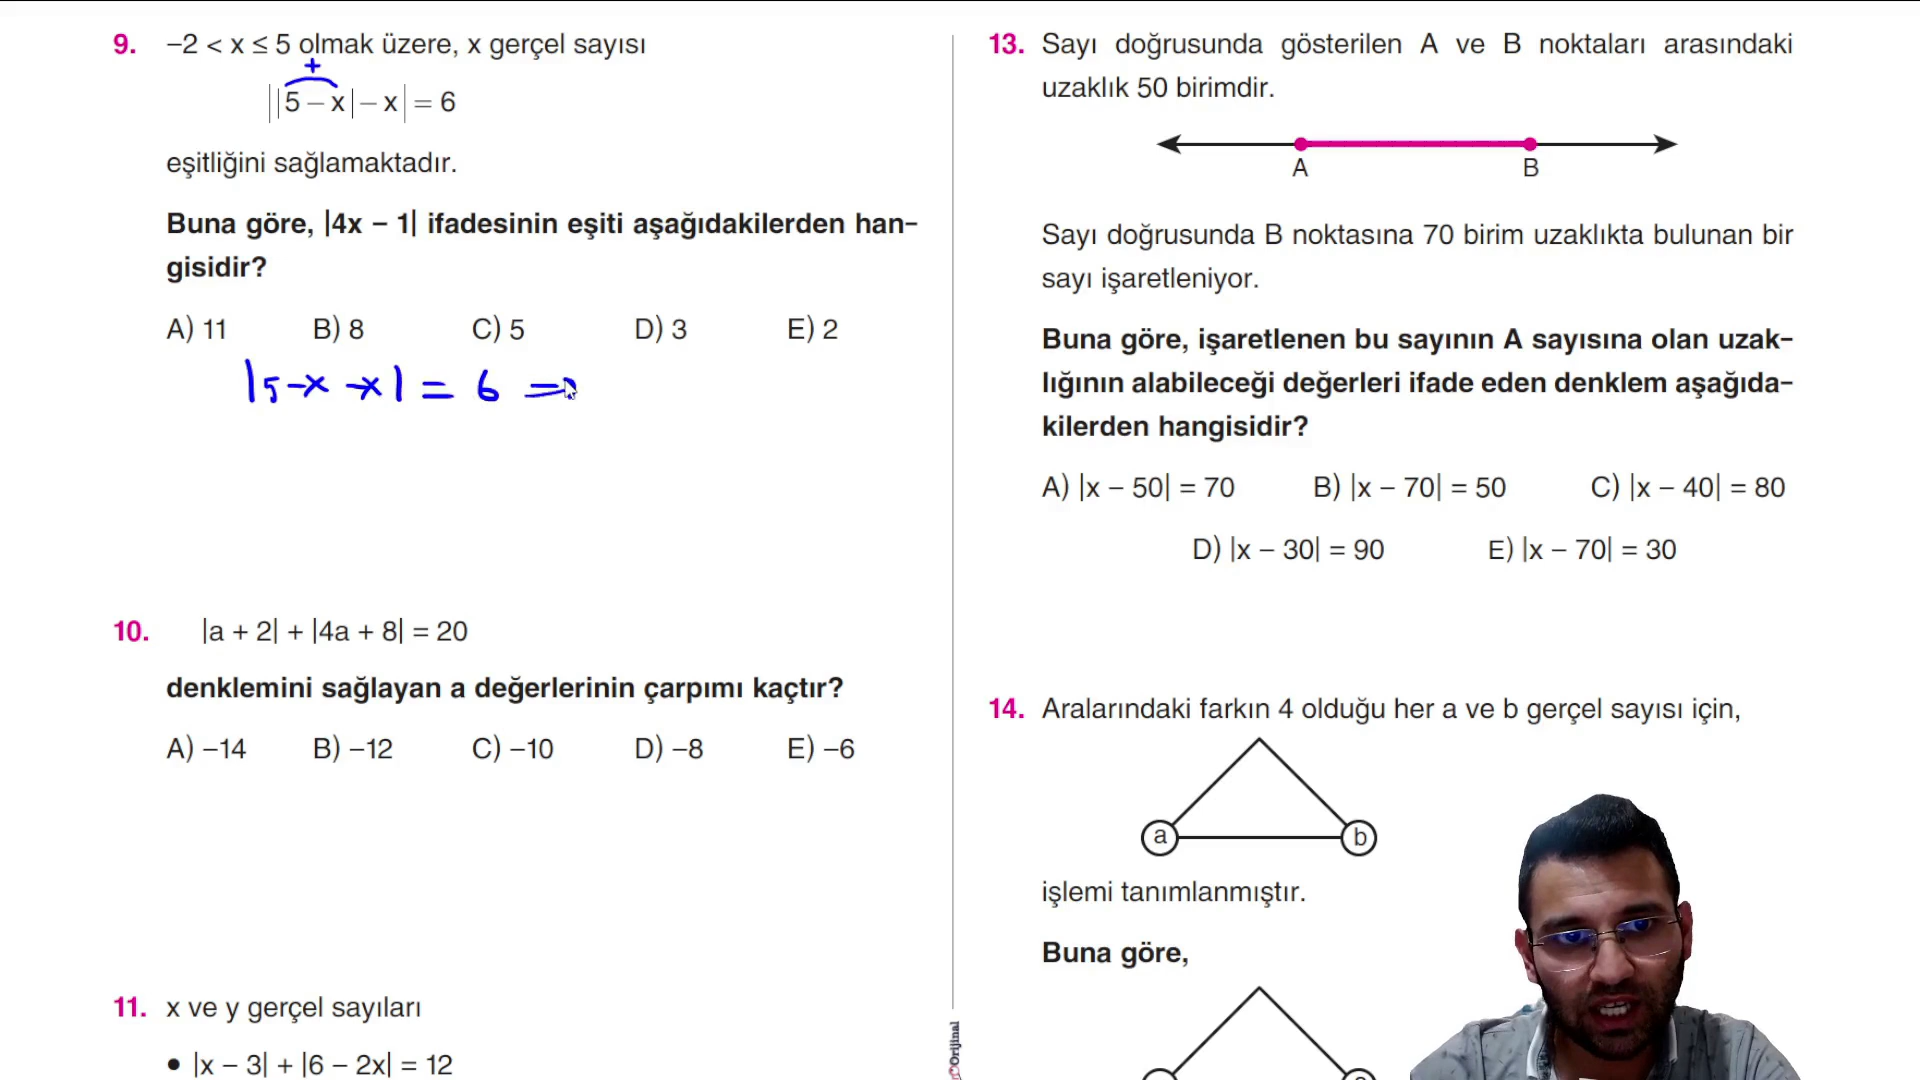 9. –2 < x ≤ 5 olmak üzere, x gerçel sayısı
+
||5 – x| – x| = 6
eşitliğini sağlamaktadır.
Buna göre, |4x – 1| ifadesinin eşiti aşağıdakilerden han-
gisidir?
A) 11 B) 8 C) 5 D) 3 E) 2
|5-x -x| = 6 ⇒
10. |a + 2| + |4a + 8| = 20
denklemini sağlayan a değerlerinin çarpımı kaçtır?
A) –14 B) –12 C) –10 D) –8 E) –6
11. x ve y gerçel sayıları
• |x – 3| + |6 – 2x| = 12
Orijinal
13. Sayı doğrusunda gösterilen A ve B noktaları arasındaki
uzaklık 50 birimdir.
A B
Sayı doğrusunda B noktasına 70 birim uzaklıkta bulunan bir
sayı işaretleniyor.
Buna göre, işaretlenen bu sayının A sayısına olan uzak-
lığının alabileceği değerleri ifade eden denklem aşağıda-
kilerden hangisidir?
A) |x – 50| = 70 B) |x – 70| = 50 C) |x – 40| = 80
D) |x – 30| = 90 E) |x – 70| = 30
14. Aralarındaki farkın 4 olduğu her a ve b gerçel sayısı için,
a b
işlemi tanımlanmıştır.
Buna göre,